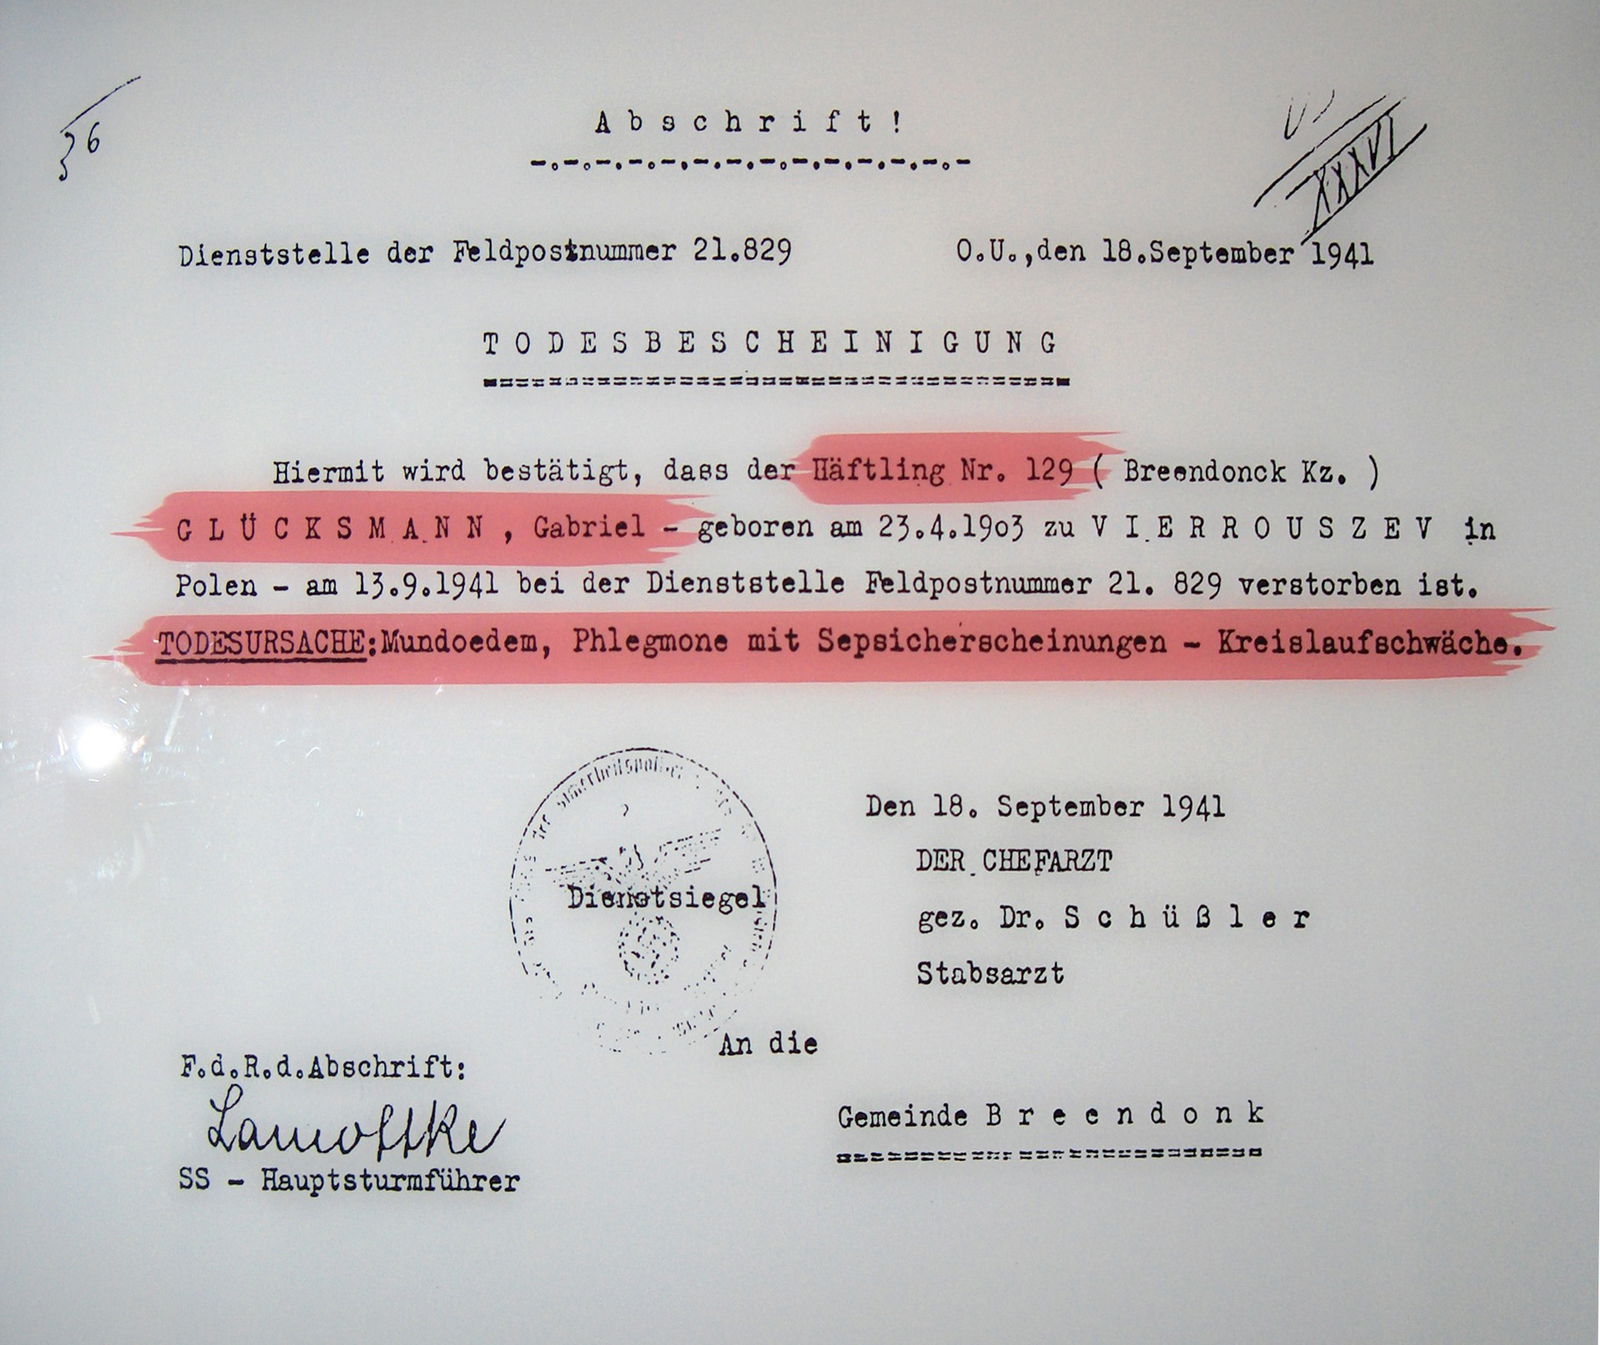 36
Abschrift!
XXXVI
Dienststelle der Feldpostnummer 21.829 O.U.,den 18.September 1941
TODESBESCHEINIGUNG
Hiermit wird bestätigt, dass der Häftling Nr. 129 ( Breendonck Kz. )
GLÜCKSMANN, Gabriel - geboren am 23.4.1903 zu VIERROUSZEV in
Polen - am 13.9.1941 bei der Dienststelle Feldpostnummer 21. 829 verstorben ist.
TODESURSACHE:Mundoedem, Phlegmone mit Sepsicherscheinungen - Kreislaufschwäche.
der Sicherheitspolizei
Dienstsiegel
Den 18. September 1941
DER CHEFARZT
gez. Dr. Schüßler
Stabsarzt
An die
Gemeinde Breendonk
F.d.R.d.Abschrift:
SS - Hauptsturmführer